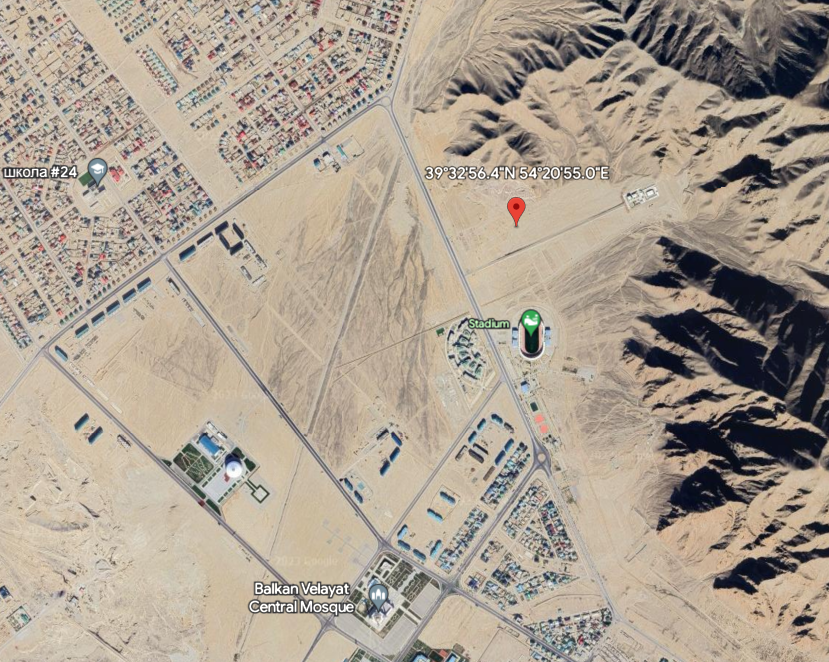 школа #24
39°32'56.4"N 54°20'55.0"E
Stadium
Balkan Velayat
Central Mosque